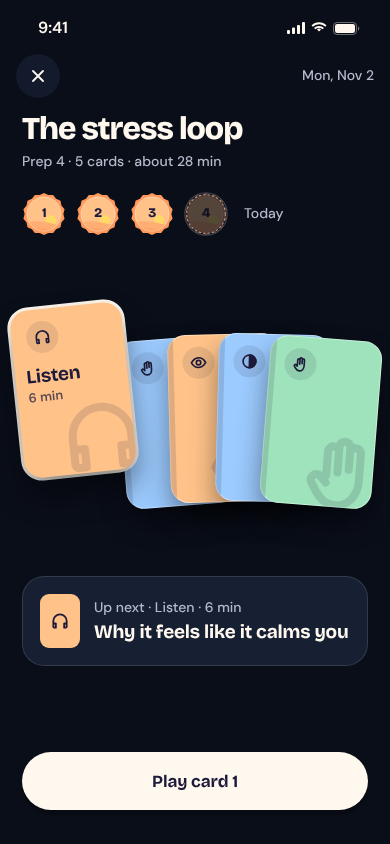 9:41
Mon, Nov 2
The stress loop
Prep 4 · 5 cards · about 28 min
1 2 3 4 Today
Listen
6 min
Up next · Listen · 6 min
Why it feels like it calms you
Play card 1